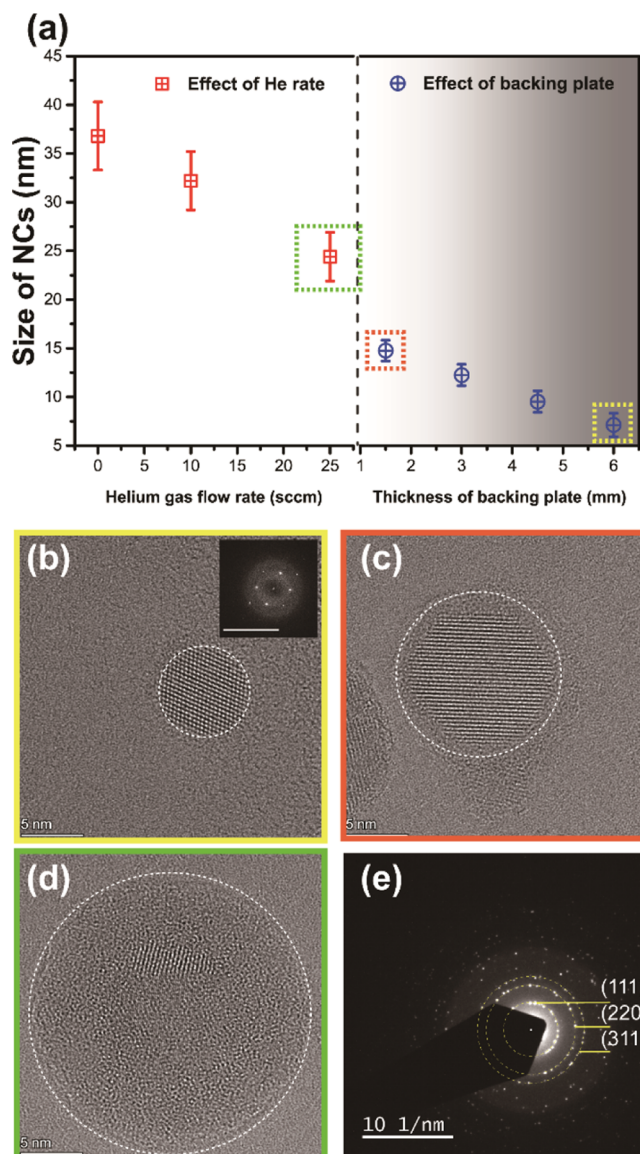 (a)
45
40
35
30
25
20
15
10
5
Size of NCs (nm)
Effect of He rate
Effect of backing plate
0 5 10 15 20 25 1 2 3 4 5 6
Helium gas flow rate (sccm) Thickness of backing plate (mm)
(b)
5 nm
(c)
5 nm
(d)
5 nm
(e)
(111
(220
(311
10 1/nm